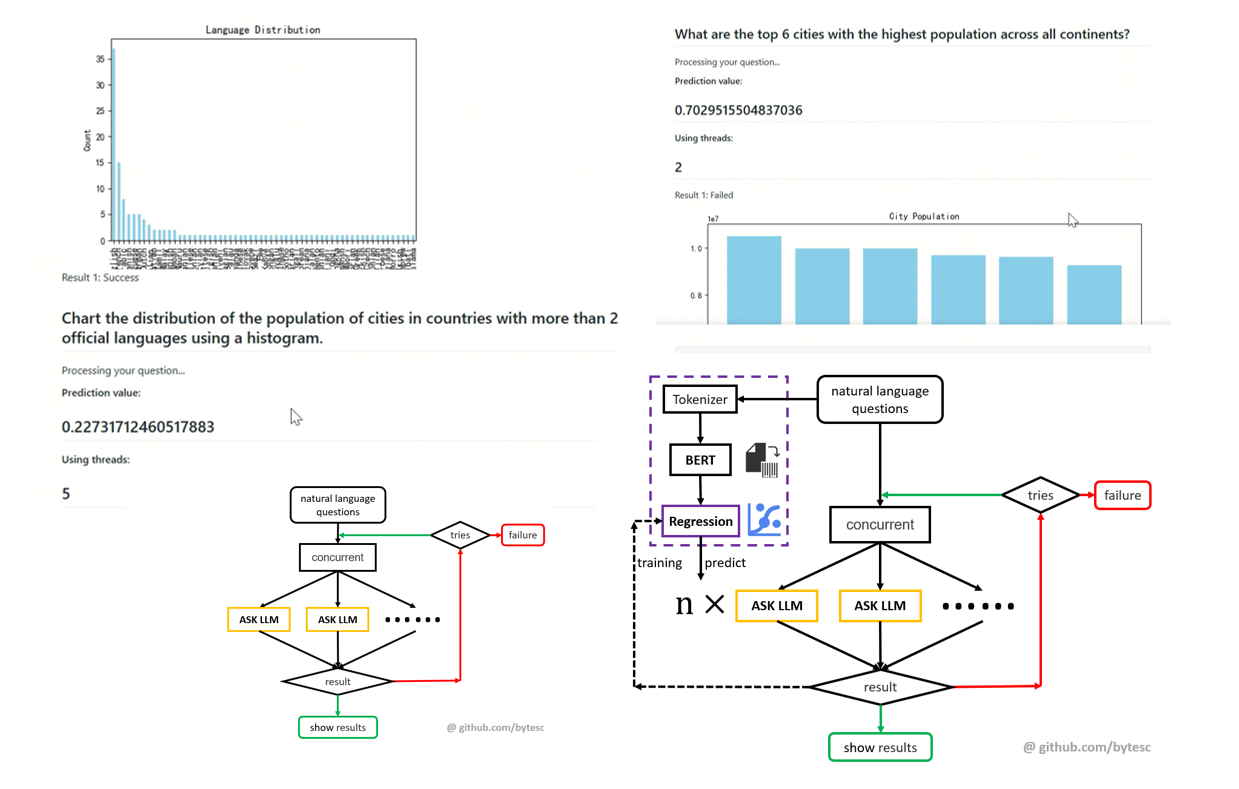 Language Distribution
Count
35
30
25
20
15
10
5
0
Result 1: Success
Chart the distribution of the population of cities in countries with more than 2
official languages using a histogram.
Processing your question...
Prediction value:
0.22731712460517883
Using threads:
5
natural language
questions
tries
failure
concurrent
ASK LLM
ASK LLM
result
show results
@ github.com/bytesc
What are the top 6 cities with the highest population across all continents?
Processing your question...
Prediction value:
0.7029515504837036
Using threads:
2
Result 1: Failed
City Population
1e7
1.0
0.8
Tokenizer
natural language
questions
BERT
Regression
tries
failure
concurrent
training
predict
n ×
ASK LLM
ASK LLM
result
show results
@ github.com/bytesc